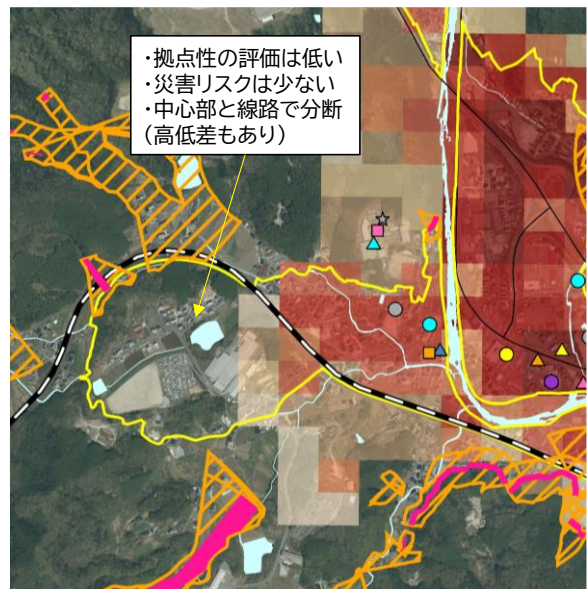 ・拠点性の評価は低い
・災害リスクは少ない
・中心部と線路で分断
（高低差もあり）